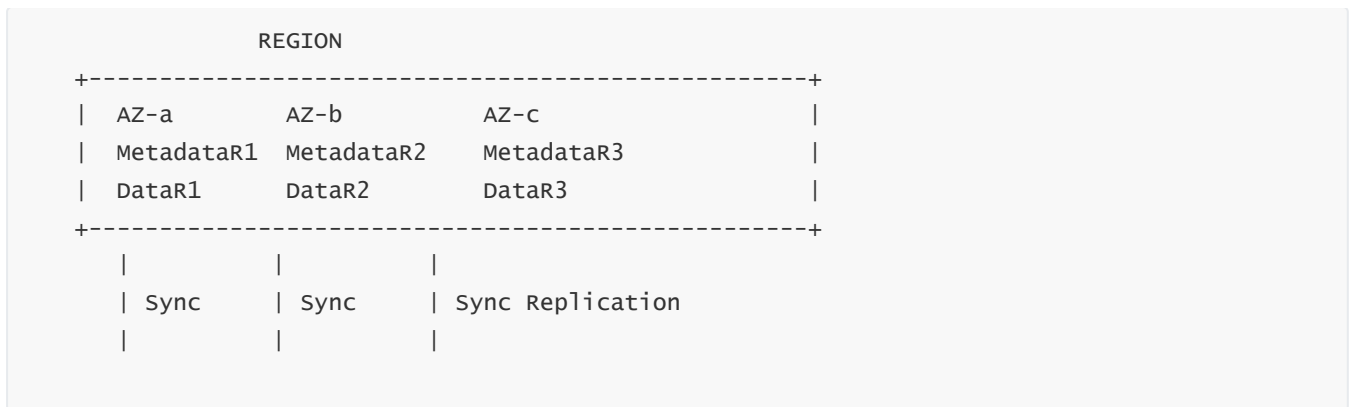 REGION
+---------------------------------------------------+
| AZ-a AZ-b AZ-c |
| MetadataR1 MetadataR2 MetadataR3 |
| DataR1 DataR2 DataR3 |
+---------------------------------------------------+
| | |
| Sync | Sync | Sync Replication
| | |